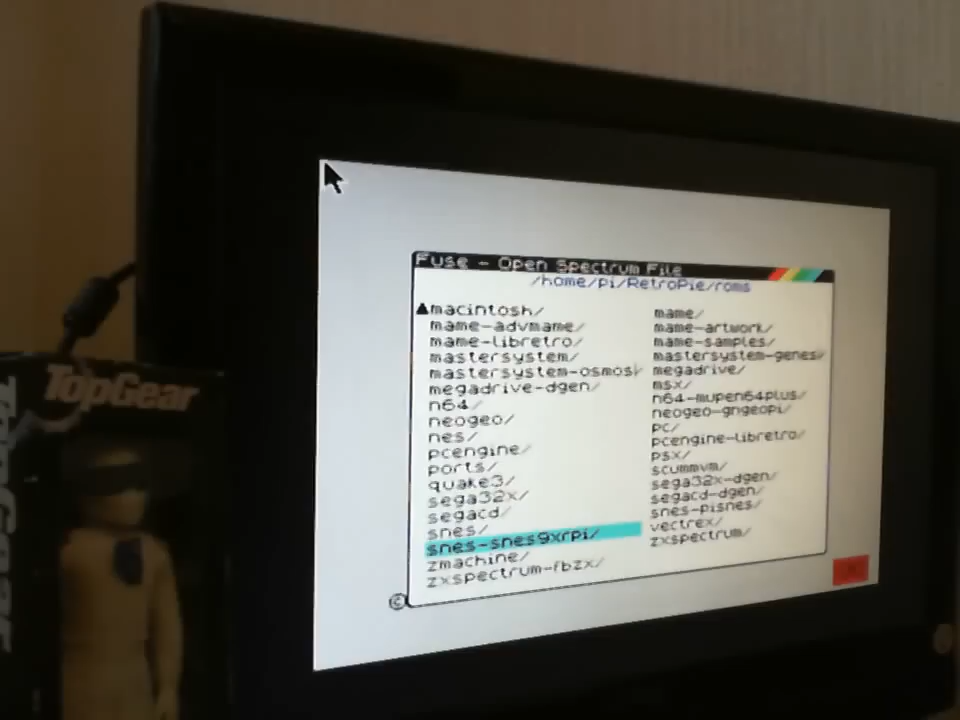 Fuse - Open Spectrum File
/home/pi/RetroPie/roms
macintosh/ mame/
mame-advmame/ mame-artwork/
mame-libretro/ mame-samples/
mastersystem/ mastersystem-genes/
mastersystem-osmos megadrive/
megadrive-dgen/ msx/
n64/ n64-mupen64plus/
neogeo/ neogeo-gngeopi/
nes/ pc/
pcengine/ pcengine-libretro/
ports/ psx/
quake3/ scummvm/
sega32x/ sega32x-dgen/
segacd/ segacd-dgen/
snes/ snes-pisnes/
snes-snes9xrpi/ vectrex/
zmachine/ zxspectrum/
zxspectrum-fbzx/
©
TopGear
TopGear